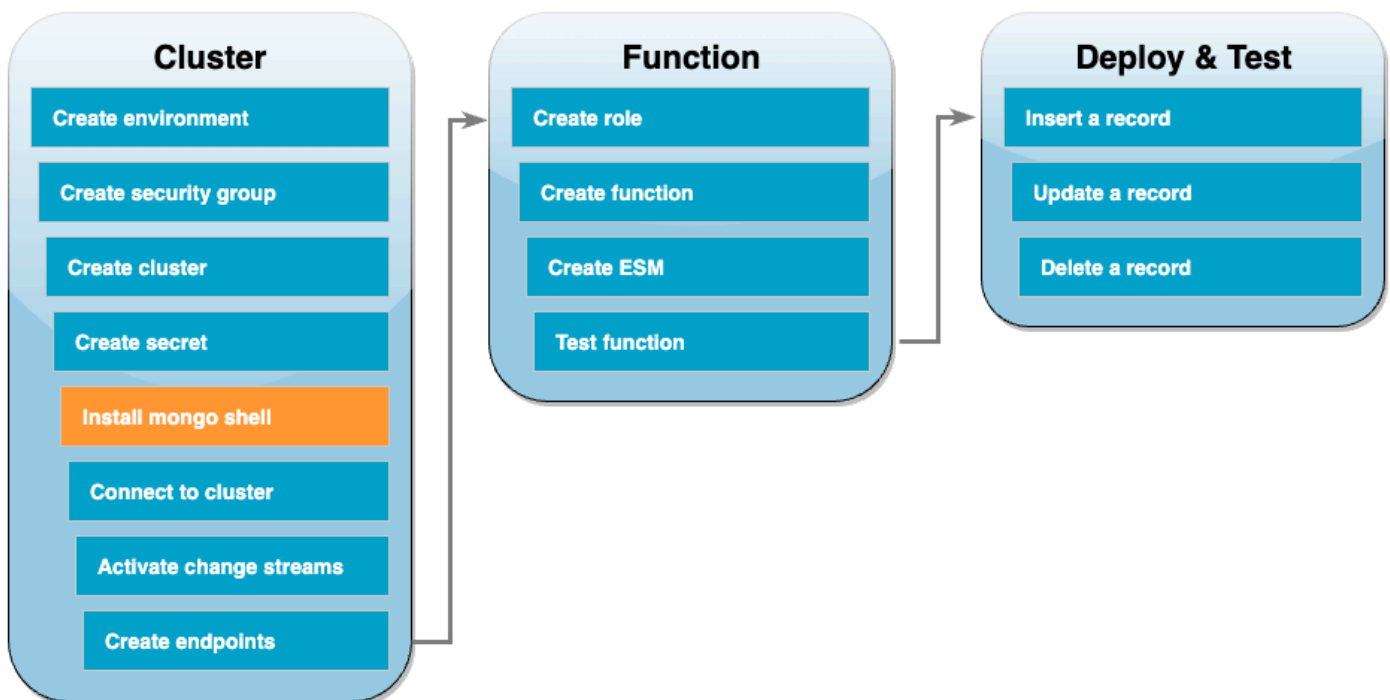 Cluster
Create environment
Create security group
Create cluster
Create secret
Install mongo shell
Connect to cluster
Activate change streams
Create endpoints
Function
Create role
Create function
Create ESM
Test function
Deploy & Test
Insert a record
Update a record
Delete a record